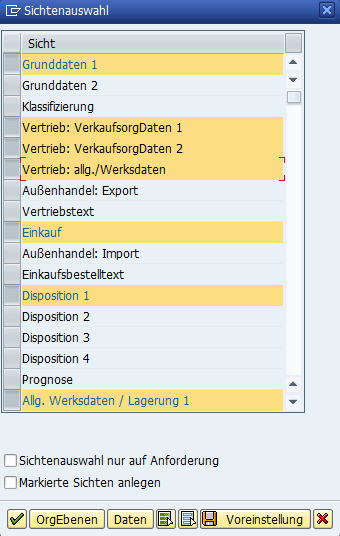 Sichtenauswahl
Sicht
Grunddaten 1
Grunddaten 2
Klassifizierung
Vertrieb: VerkaufsorgDaten 1
Vertrieb: VerkaufsorgDaten 2
Vertrieb: allg./Werksdaten
Außenhandel: Export
Vertriebstext
Einkauf
Außenhandel: Import
Einkaufsbestelltext
Disposition 1
Disposition 2
Disposition 3
Disposition 4
Prognose
Allg. Werksdaten / Lagerung 1
Sichtenauswahl nur auf Anforderung
Markierte Sichten anlegen
OrgEbenen Daten Voreinstellung